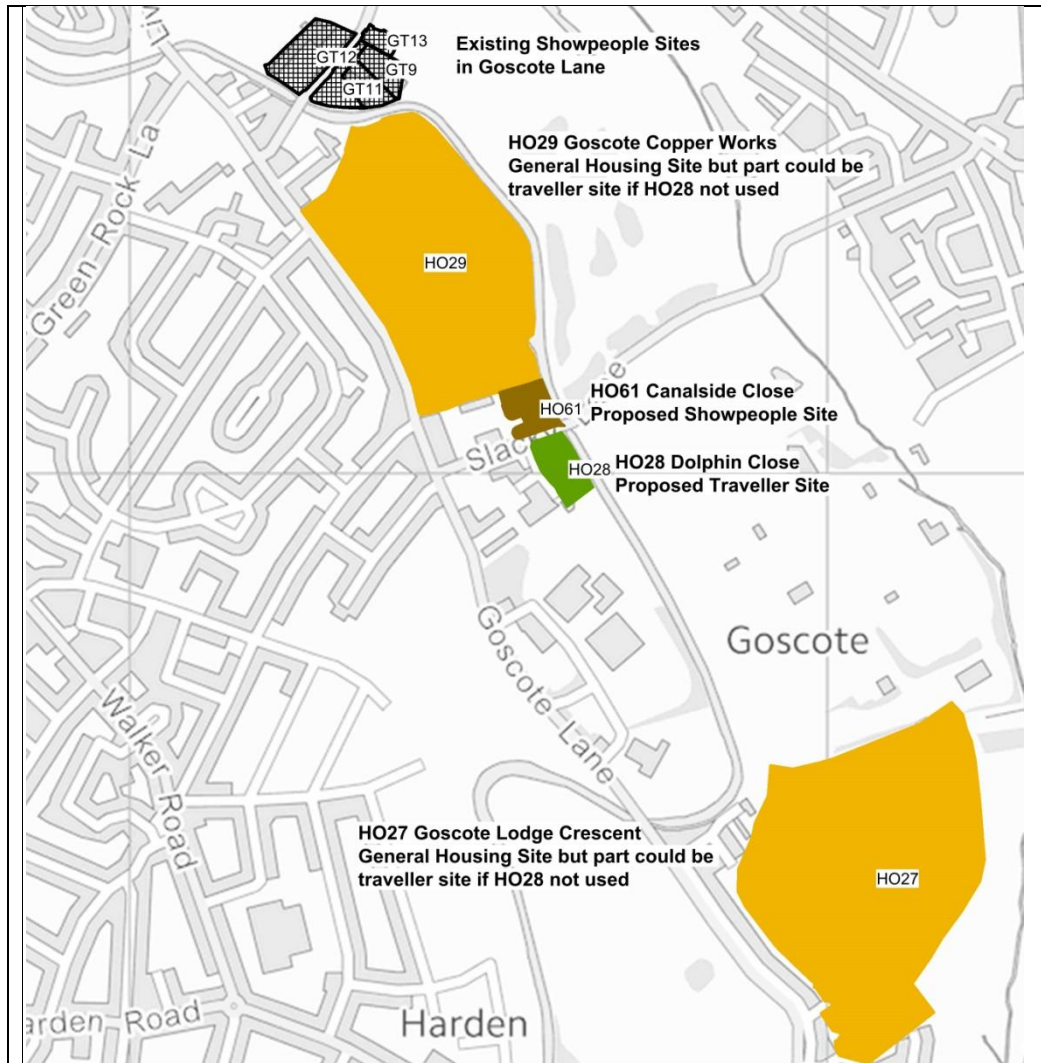 GT13
GT12
GT9
GT11
Existing Showpeople Sites
in Goscote Lane
HO29 Goscote Copper Works
General Housing Site but part could be
traveller site if HO28 not used
Green Rock La
HO29
HO61
HO61 Canalside Close
Proposed Showpeople Site
HO28
HO28 Dolphin Close
Proposed Traveller Site
Goscote Lane
Goscote
Walker Road
HO27 Goscote Lodge Crescent
General Housing Site but part could be
traveller site if HO28 not used
HO27
arden Road
Harden